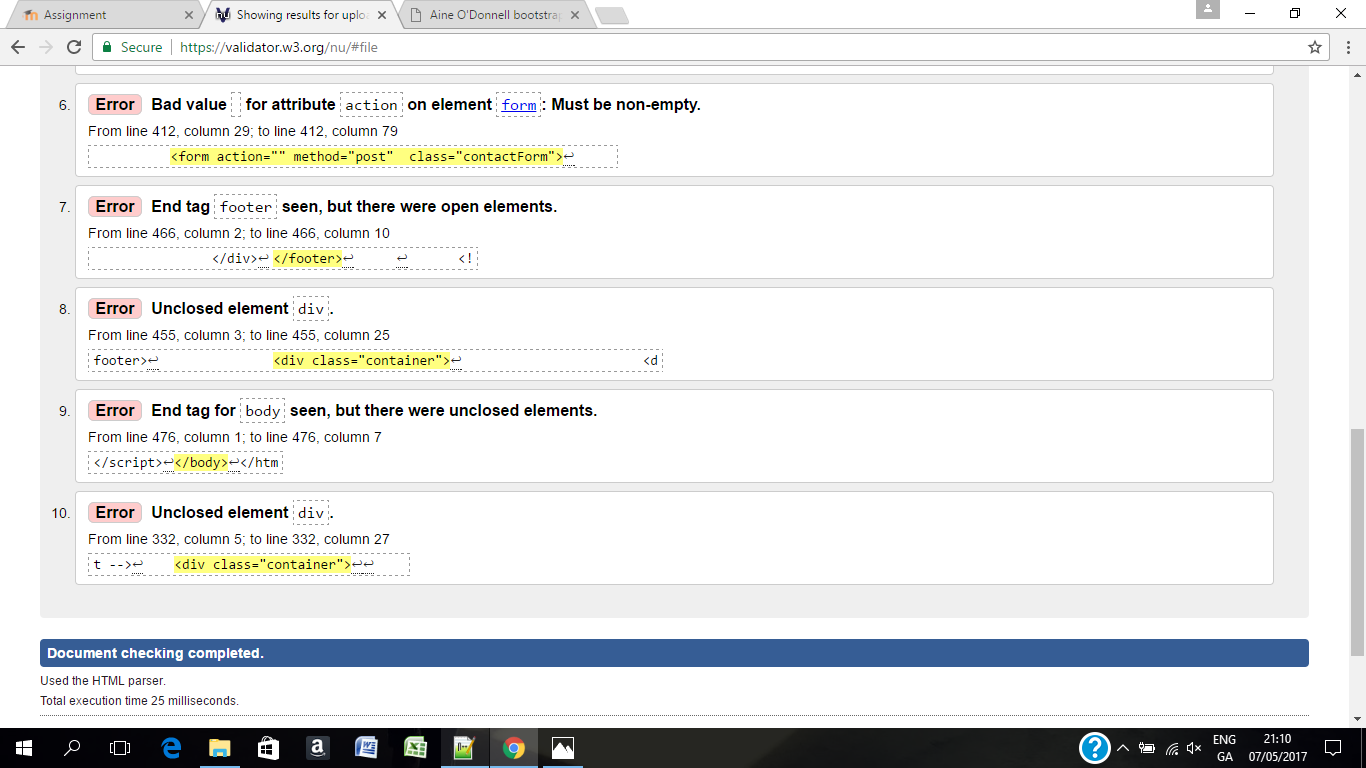 Assignment
Showing results for uplo
Aine O'Donnell bootstrap
Secure https://validator.w3.org/nu/#file
6. Error Bad value for attribute action on element form: Must be non-empty.
From line 412, column 29; to line 412, column 79
<form action="" method="post"  class="contactForm">↩
7. Error End tag footer seen, but there were open elements.
From line 466, column 2; to line 466, column 10
</div>↩ </footer>↩ ↩ <!
8. Error Unclosed element div.
From line 455, column 3; to line 455, column 25
footer>↩ <div class="container">↩ <d
9. Error End tag for body seen, but there were unclosed elements.
From line 476, column 1; to line 476, column 7
</script>↩</body>↩</htm
10. Error Unclosed element div.
From line 332, column 5; to line 332, column 27
t -->↩ <div class="container">↩↩
Document checking completed.
Used the HTML parser.
Total execution time 25 milliseconds.
ENG 21:10
GA 07/05/2017